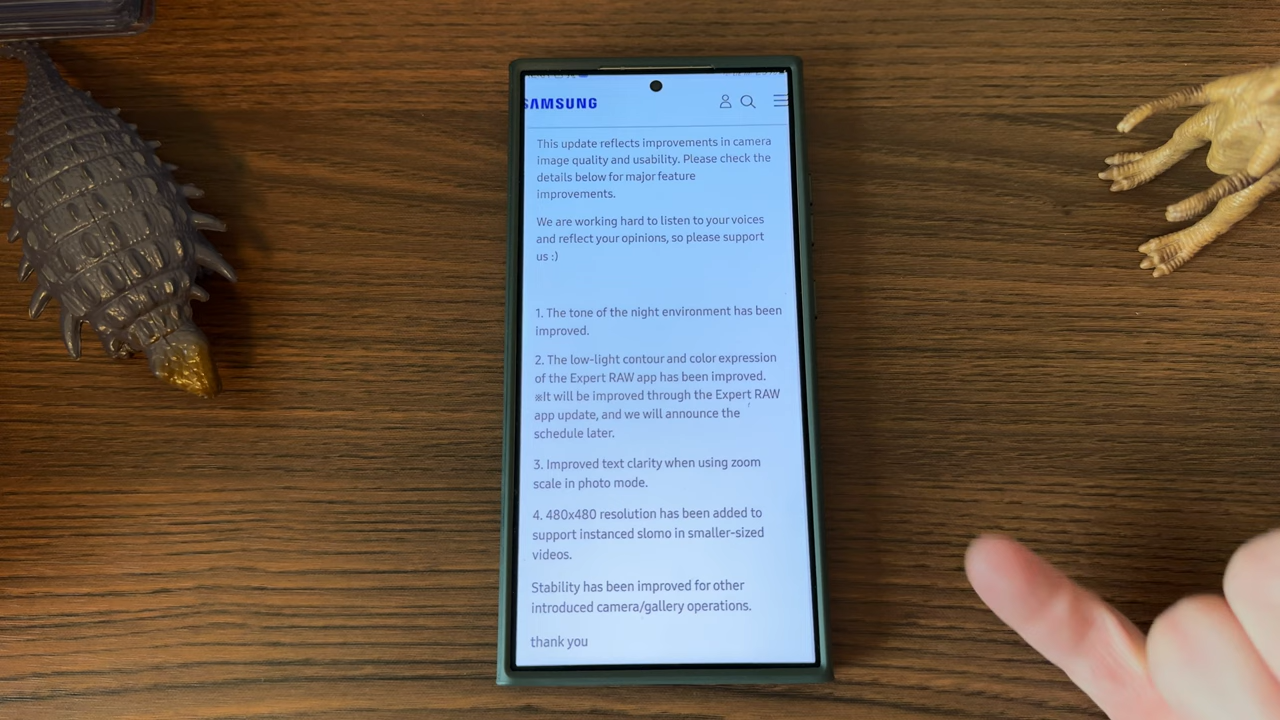 SAMSUNG
This update reflects improvements in camera
image quality and usability. Please check the
details below for major feature
improvements.
We are working hard to listen to your voices
and reflect your opinions, so please support
us :)
1. The tone of the night environment has been
improved.
2. The low-light contour and color expression
of the Expert RAW app has been improved.
※It will be improved through the Expert RAW
app update, and we will announce the
schedule later.
3. Improved text clarity when using zoom
scale in photo mode.
4. 480x480 resolution has been added to
support instanced slomo in smaller-sized
videos.
Stability has been improved for other
introduced camera/gallery operations.
thank you